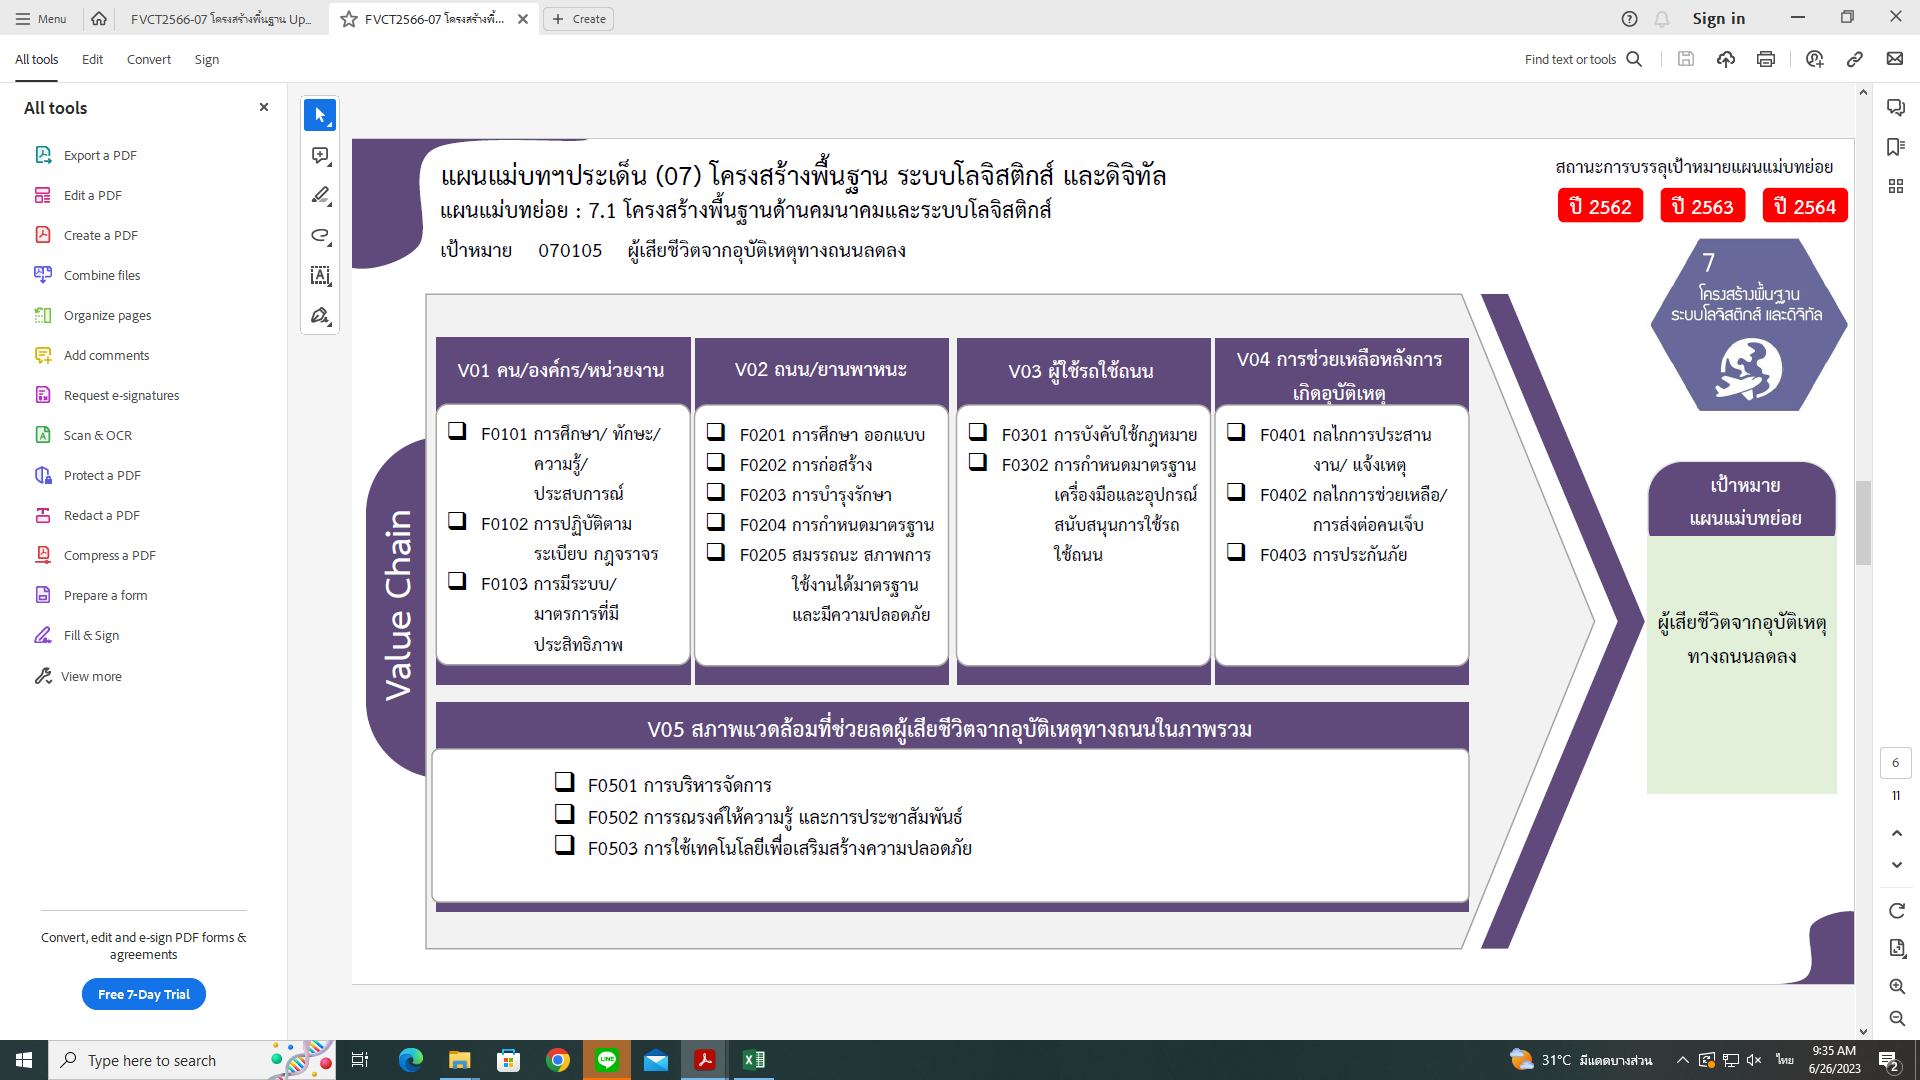 Menu
FVCT2566-07 โครงสร้างพื้นฐาน Up...
FVCT2566-07 โครงสร้างพื้...
Create
Sign in
All tools
Edit
Convert
Sign
Find text or tools
All tools
Export a PDF
Edit a PDF
Create a PDF
Combine files
Organize pages
Add comments
Request e-signatures
Scan & OCR
Protect a PDF
Redact a PDF
Compress a PDF
Prepare a form
Fill & Sign
View more
Convert, edit and e-sign PDF forms &
agreements
Free 7-Day Trial
แผนแม่บทฯประเด็น (07) โครงสร้างพื้นฐาน ระบบโลจิสติกส์ และดิจิทัล
แผนแม่บทย่อย : 7.1 โครงสร้างพื้นฐานด้านคมนาคมและระบบโลจิสติกส์
เป้าหมาย 070105 ผู้เสียชีวิตจากอุบัติเหตุทางถนนลดลง
สถานะการบรรลุเป้าหมายแผนแม่บทย่อย
ปี 2562 ปี 2563 ปี 2564
7
โครงสร้างพื้นฐาน
ระบบโลจิสติกส์ และดิจิทัล
Value Chain
V01 คน/องค์กร/หน่วยงาน
F0101 การศึกษา/ ทักษะ/
ความรู้/
ประสบการณ์
F0102 การปฏิบัติตาม
ระเบียบ กฎจราจร
F0103 การมีระบบ/
มาตรการที่มี
ประสิทธิภาพ
V02 ถนน/ยานพาหนะ
F0201 การศึกษา ออกแบบ
F0202 การก่อสร้าง
F0203 การบำรุงรักษา
F0204 การกำหนดมาตรฐาน
F0205 สมรรถนะ สภาพการ
ใช้งานได้มาตรฐาน
และมีความปลอดภัย
V03 ผู้ใช้รถใช้ถนน
F0301 การบังคับใช้กฎหมาย
F0302 การกำหนดมาตรฐาน
เครื่องมือและอุปกรณ์
สนับสนุนการใช้รถ
ใช้ถนน
V04 การช่วยเหลือหลังการ
เกิดอุบัติเหตุ
F0401 กลไกการประสาน
งาน/ แจ้งเหตุ
F0402 กลไกการช่วยเหลือ/
การส่งต่อคนเจ็บ
F0403 การประกันภัย
V05 สภาพแวดล้อมที่ช่วยลดผู้เสียชีวิตจากอุบัติเหตุทางถนนในภาพรวม
F0501 การบริหารจัดการ
F0502 การรณรงค์ให้ความรู้ และการประชาสัมพันธ์
F0503 การใช้เทคโนโลยีเพื่อเสริมสร้างความปลอดภัย
เป้าหมาย
แผนแม่บทย่อย
ผู้เสียชีวิตจากอุบัติเหตุ
ทางถนนลดลง
6
11
Type here to search
LINE
31°C มีแดดบางส่วน
ไทย
9:35 AM
6/26/2023
2